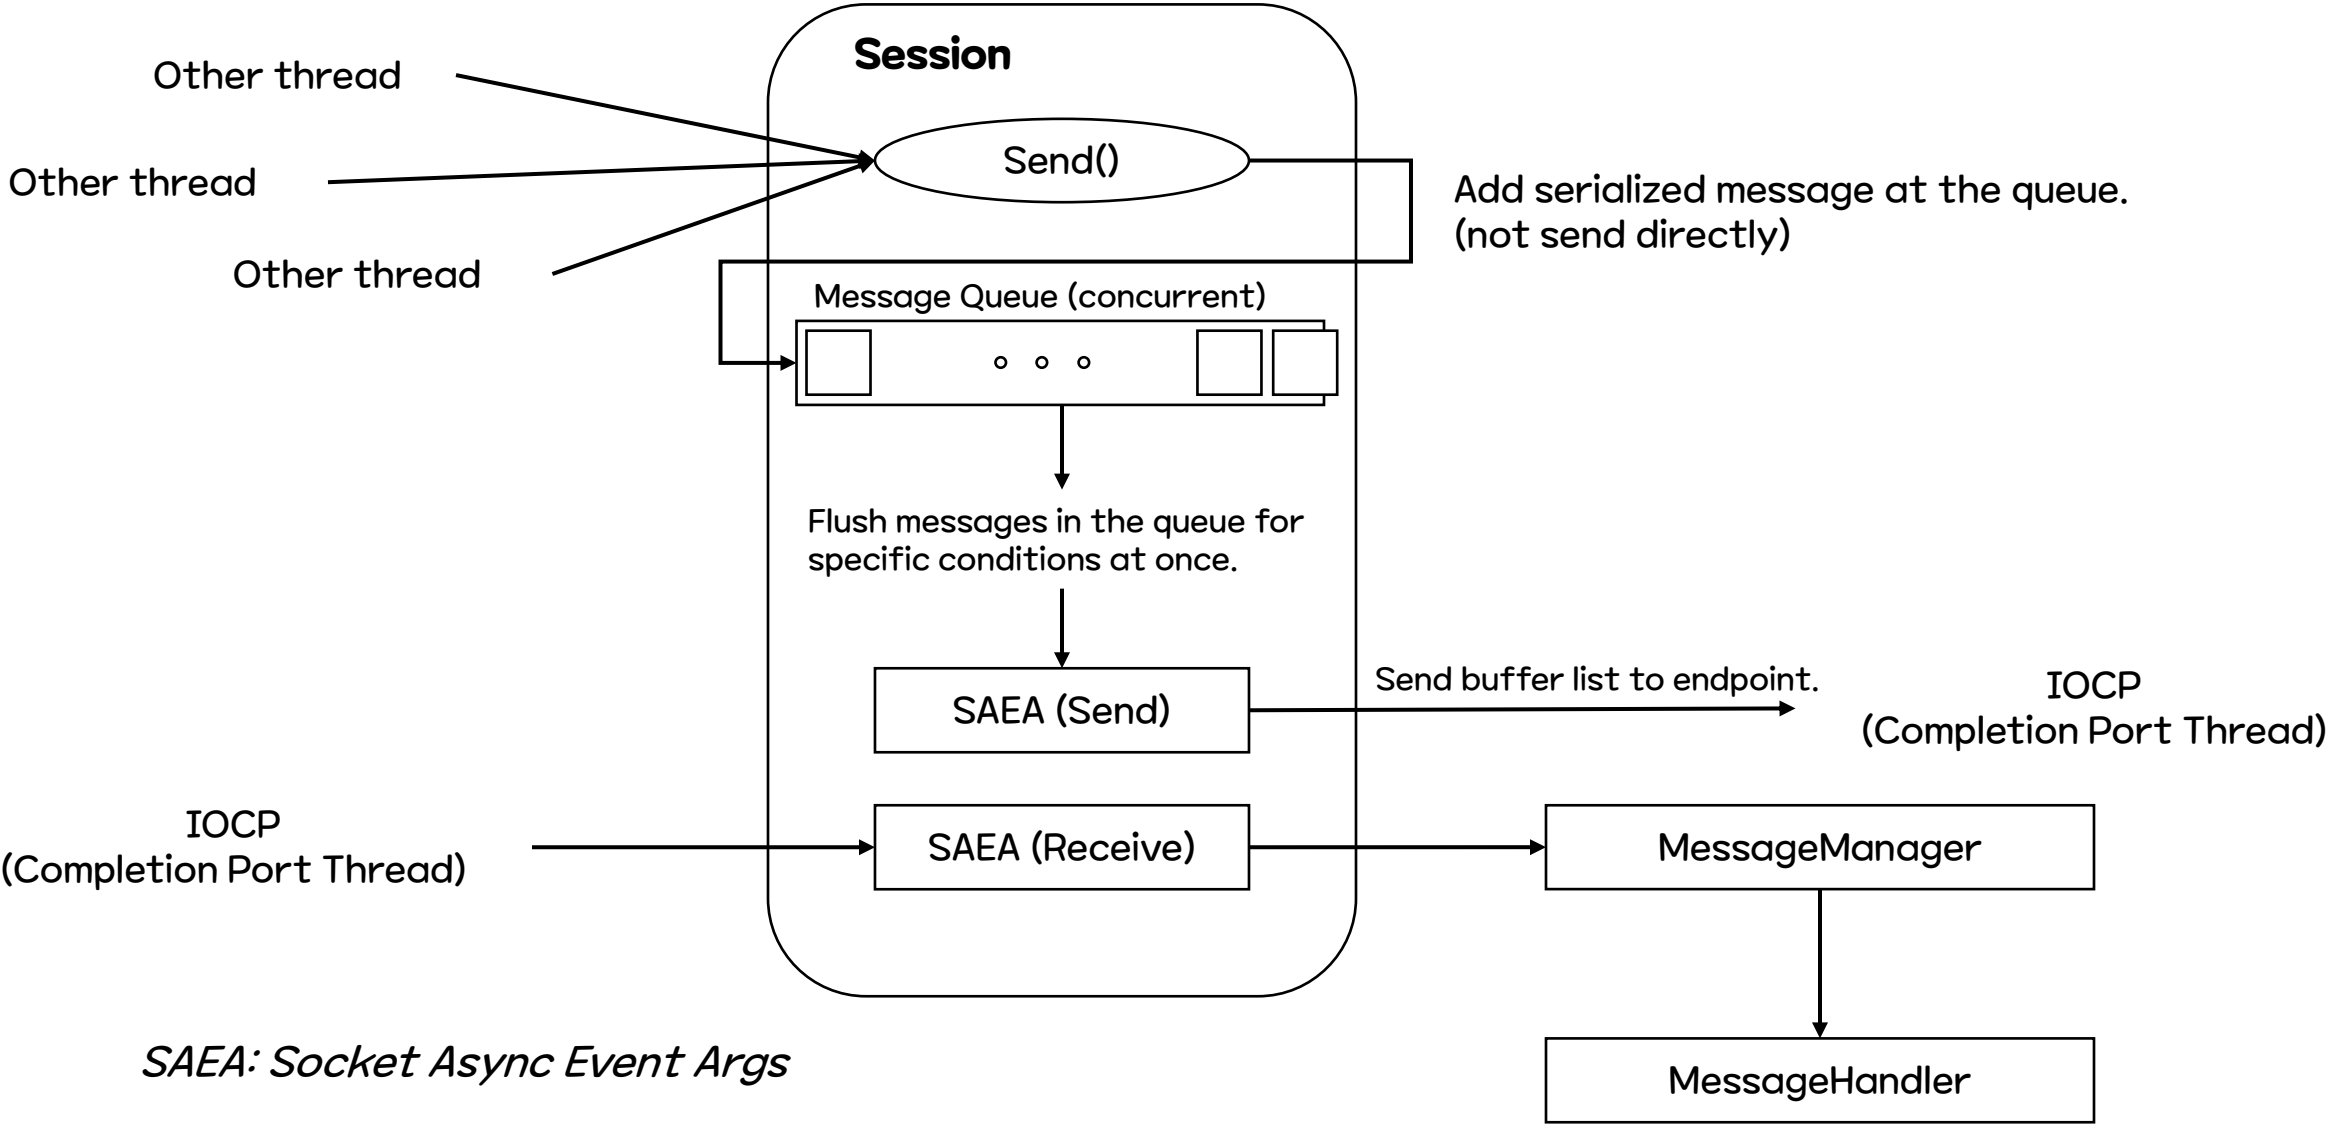 Session
Other thread
Other thread
Other thread
Send()
Add serialized message at the queue.
(not send directly)
Message Queue (concurrent)
Flush messages in the queue for
specific conditions at once.
SAEA (Send)
Send buffer list to endpoint.
IOCP
(Completion Port Thread)
IOCP
(Completion Port Thread)
SAEA (Receive)
MessageManager
MessageHandler
SAEA: Socket Async Event Args